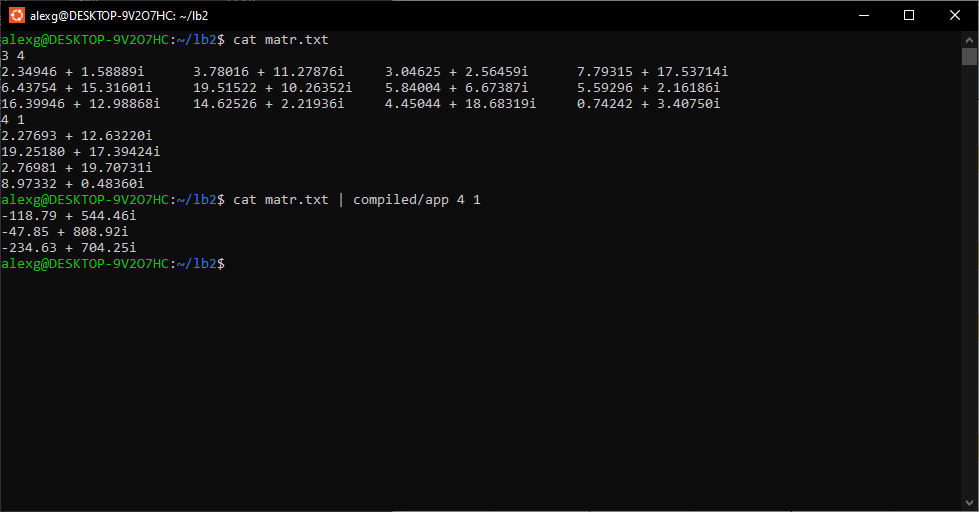 alexg@DESKTOP-9V2O7HC: ~/lb2
alexg@DESKTOP-9V2O7HC:~/lb2$ cat matr.txt
3 4
2.34946 + 1.58889i 3.78016 + 11.27876i 3.04625 + 2.56459i 7.79315 + 17.53714i
6.43754 + 15.31601i 19.51522 + 10.26352i 5.84004 + 6.67387i 5.59296 + 2.16186i
16.39946 + 12.98868i 14.62526 + 2.21936i 4.45044 + 18.68319i 0.74242 + 3.40750i
4 1
2.27693 + 12.63220i
19.25180 + 17.39424i
2.76981 + 19.70731i
8.97332 + 0.48360i
alexg@DESKTOP-9V2O7HC:~/lb2$ cat matr.txt | compiled/app 4 1
-118.79 + 544.46i
-47.85 + 808.92i
-234.63 + 704.25i
alexg@DESKTOP-9V2O7HC:~/lb2$